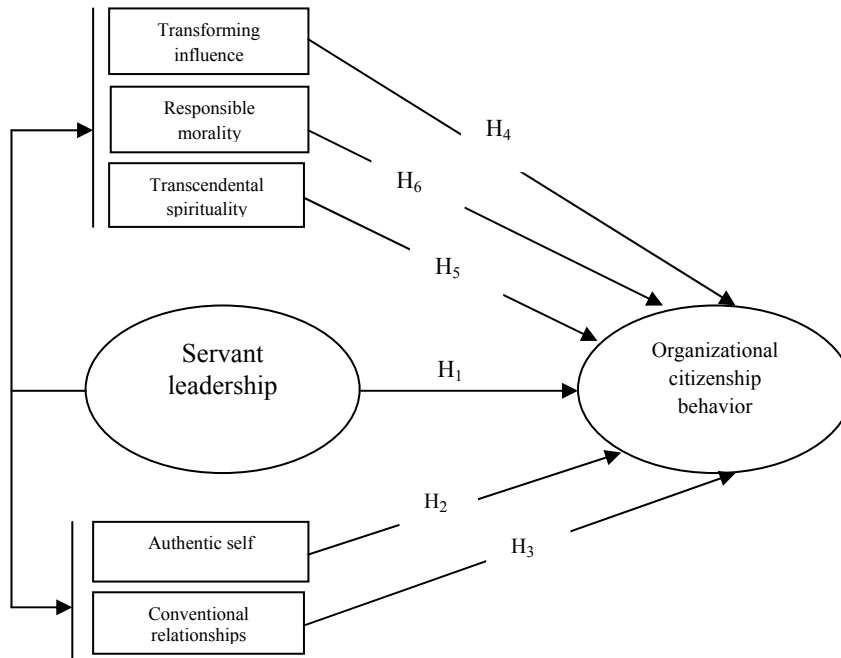 Transforming
influence
Responsible
morality
Transcendental
spirituality
H4
H6
H5
Servant
leadership
H1
Organizational
citizenship
behavior
H2
H3
Authentic self
Conventional
relationships